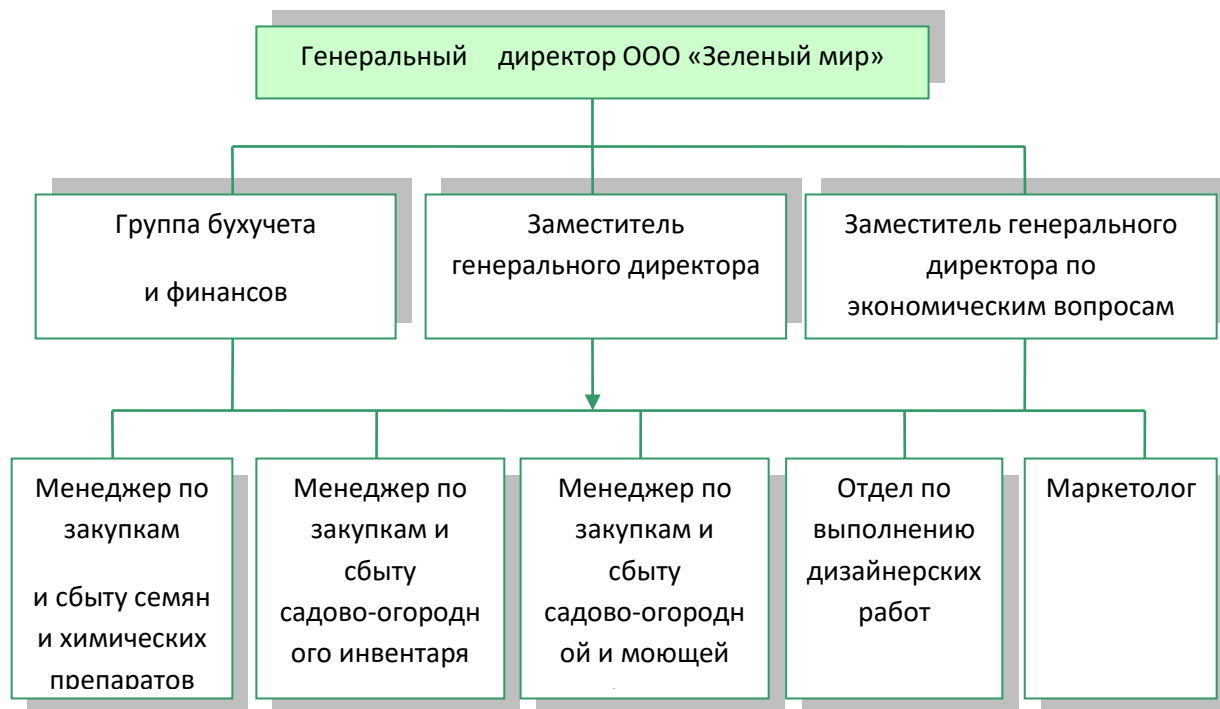 Генеральный директор ООО «Зеленый мир»
Группа бухучета
и финансов
Заместитель
генерального директора
Заместитель генерального
директора по
экономическим вопросам
Менеджер по
закупкам
и сбыту семян
и химических
препаратов
Менеджер по
закупкам и
сбыту
садово-огородн
ого инвентаря
Менеджер по
закупкам и
сбыту
садово-огородн
ой и моющей
Отдел по
выполнению
дизайнерских
работ
Маркетолог